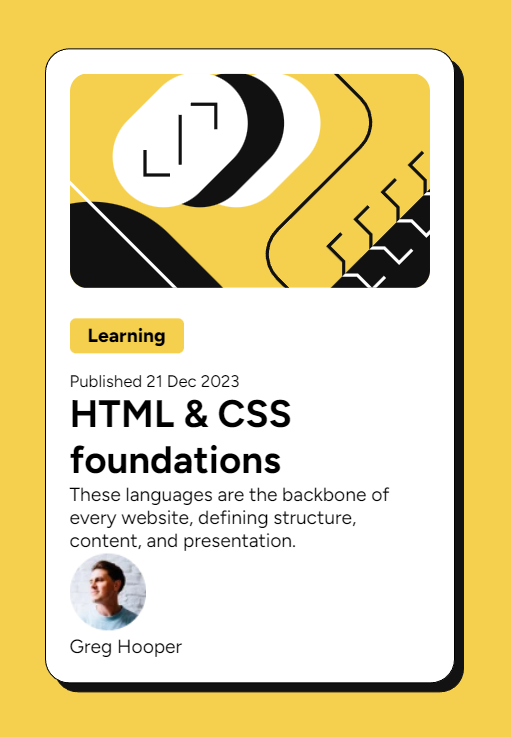 Learning
Published 21 Dec 2023
HTML & CSS
foundations
These languages are the backbone of
every website, defining structure,
content, and presentation.
Greg Hooper